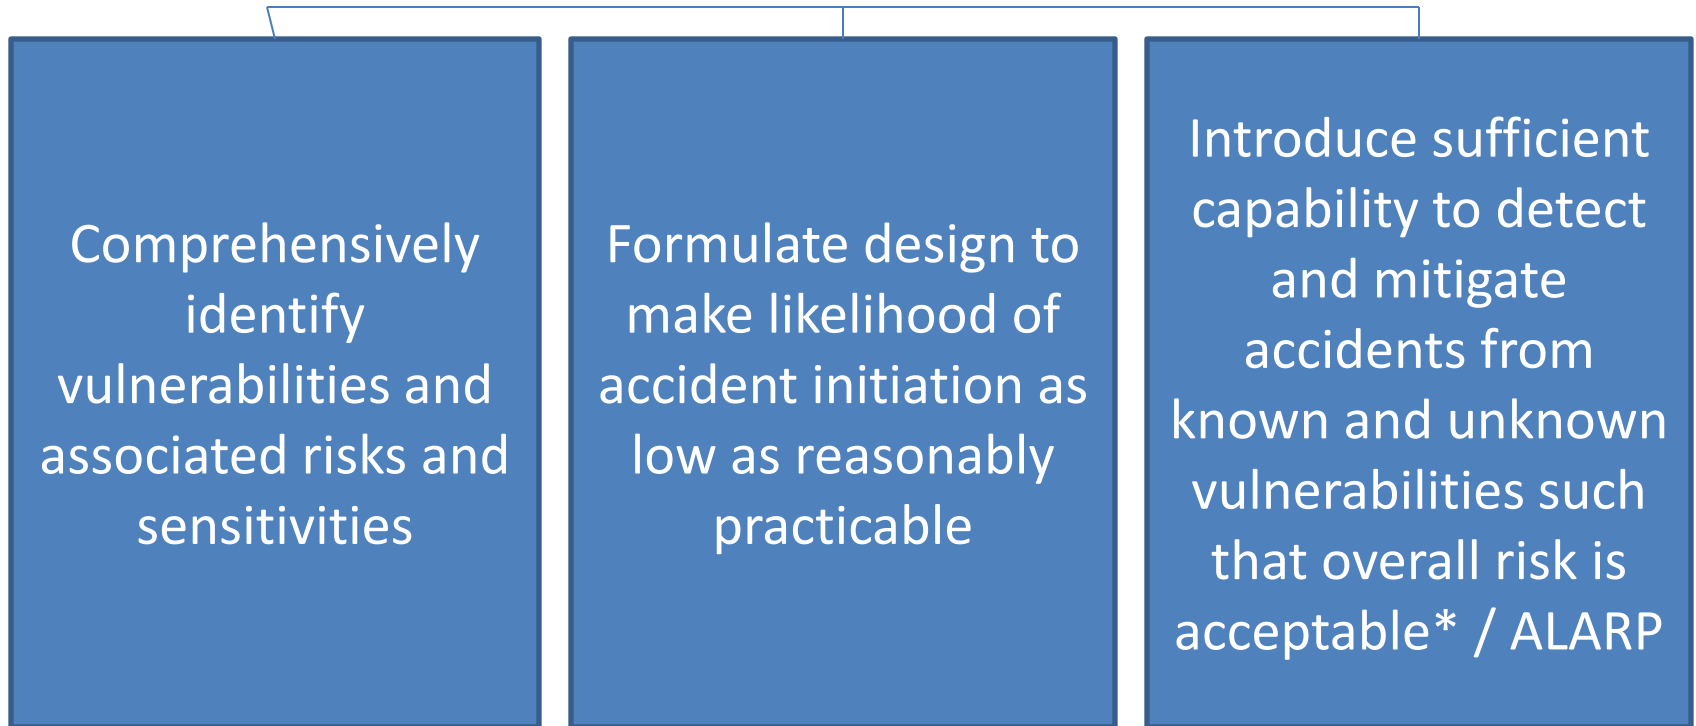 Comprehensively
identify
vulnerabilities and
associated risks and
sensitivities
Formulate design to
make likelihood of
accident initiation as
low as reasonably
practicable
Introduce sufficient
capability to detect
and mitigate
accidents from
known and unknown
vulnerabilities such
that overall risk is
acceptable* / ALARP